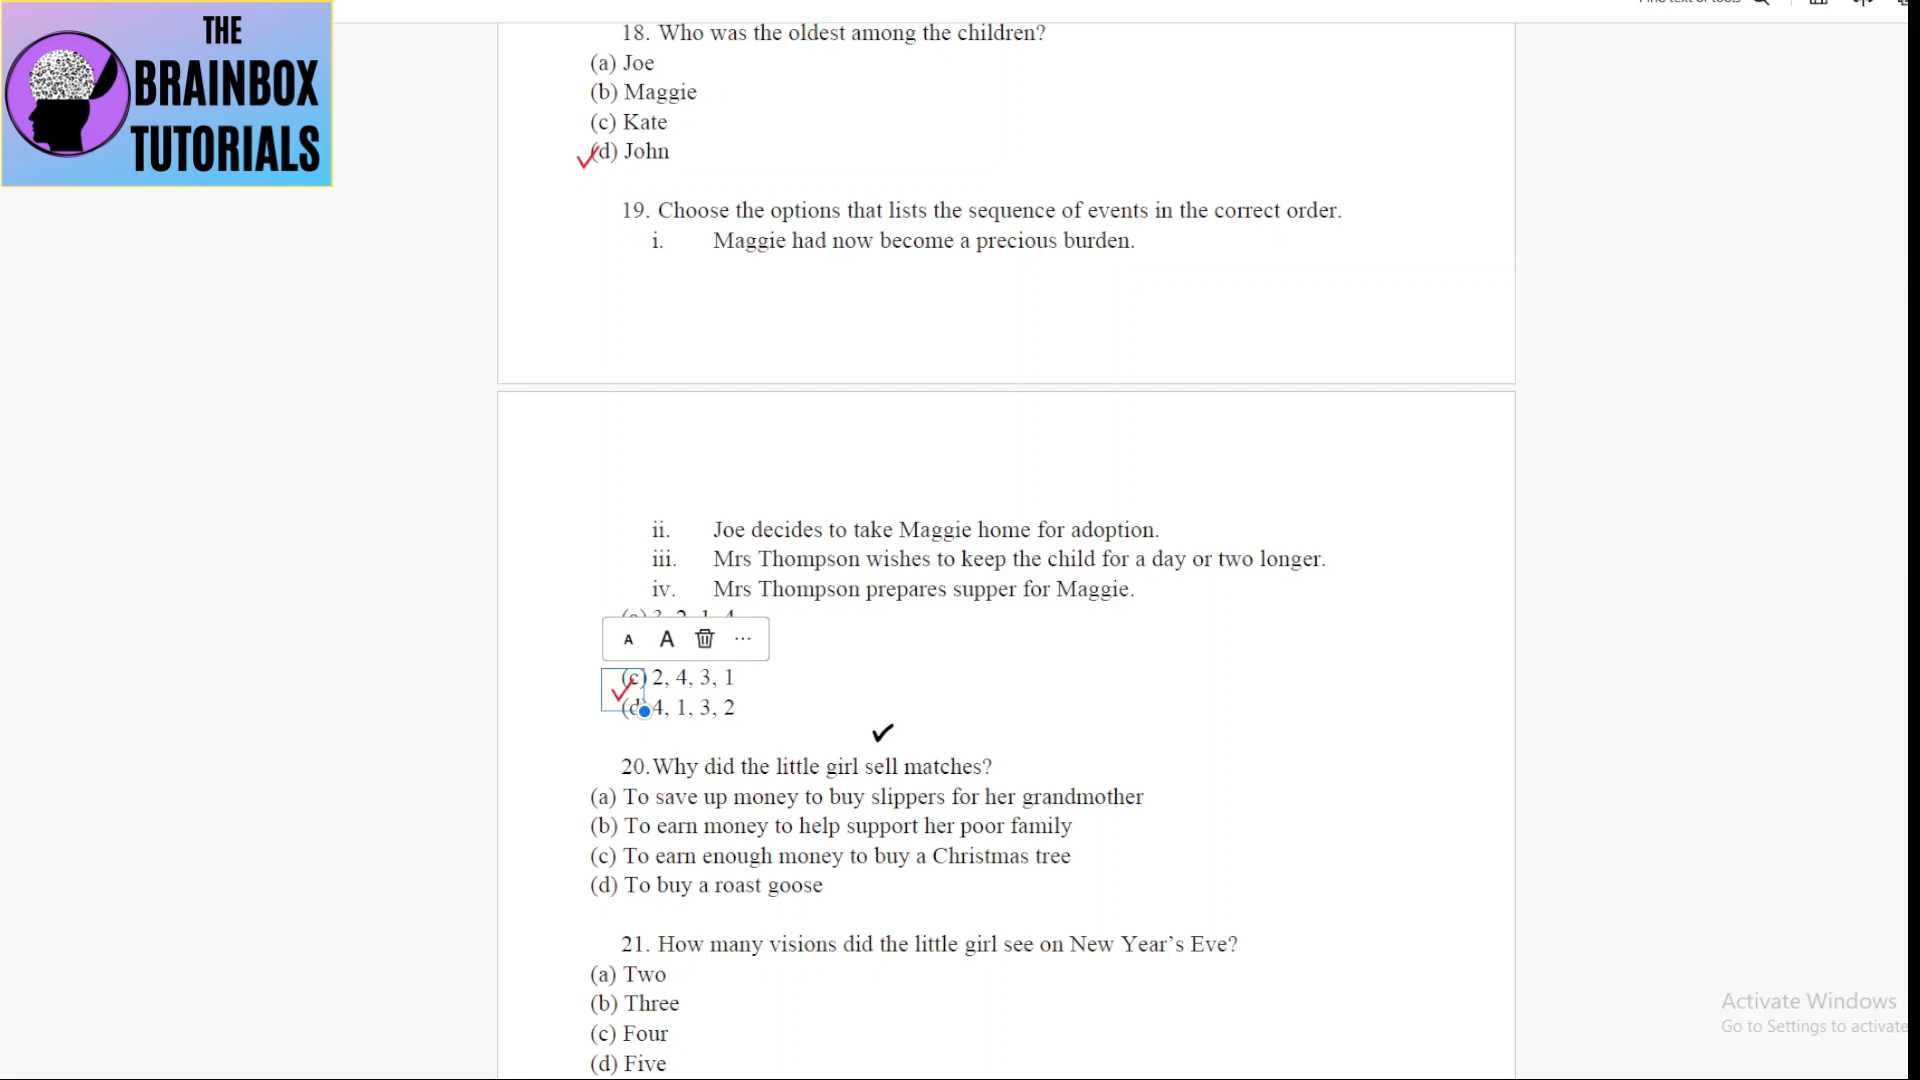 THE
BRAINBOX
TUTORIALS
18. Who was the oldest among the children?
(a) Joe
(b) Maggie
(c) Kate
(d) John
19. Choose the options that lists the sequence of events in the correct order.
i. Maggie had now become a precious burden.
ii. Joe decides to take Maggie home for adoption.
iii. Mrs Thompson wishes to keep the child for a day or two longer.
iv. Mrs Thompson prepares supper for Maggie.
A A ...
(c) 2, 4, 3, 1
(d) 4, 1, 3, 2
20.Why did the little girl sell matches?
(a) To save up money to buy slippers for her grandmother
(b) To earn money to help support her poor family
(c) To earn enough money to buy a Christmas tree
(d) To buy a roast goose
21. How many visions did the little girl see on New Year’s Eve?
(a) Two
(b) Three
(c) Four
(d) Five
Activate Windows
Go to Settings to activate